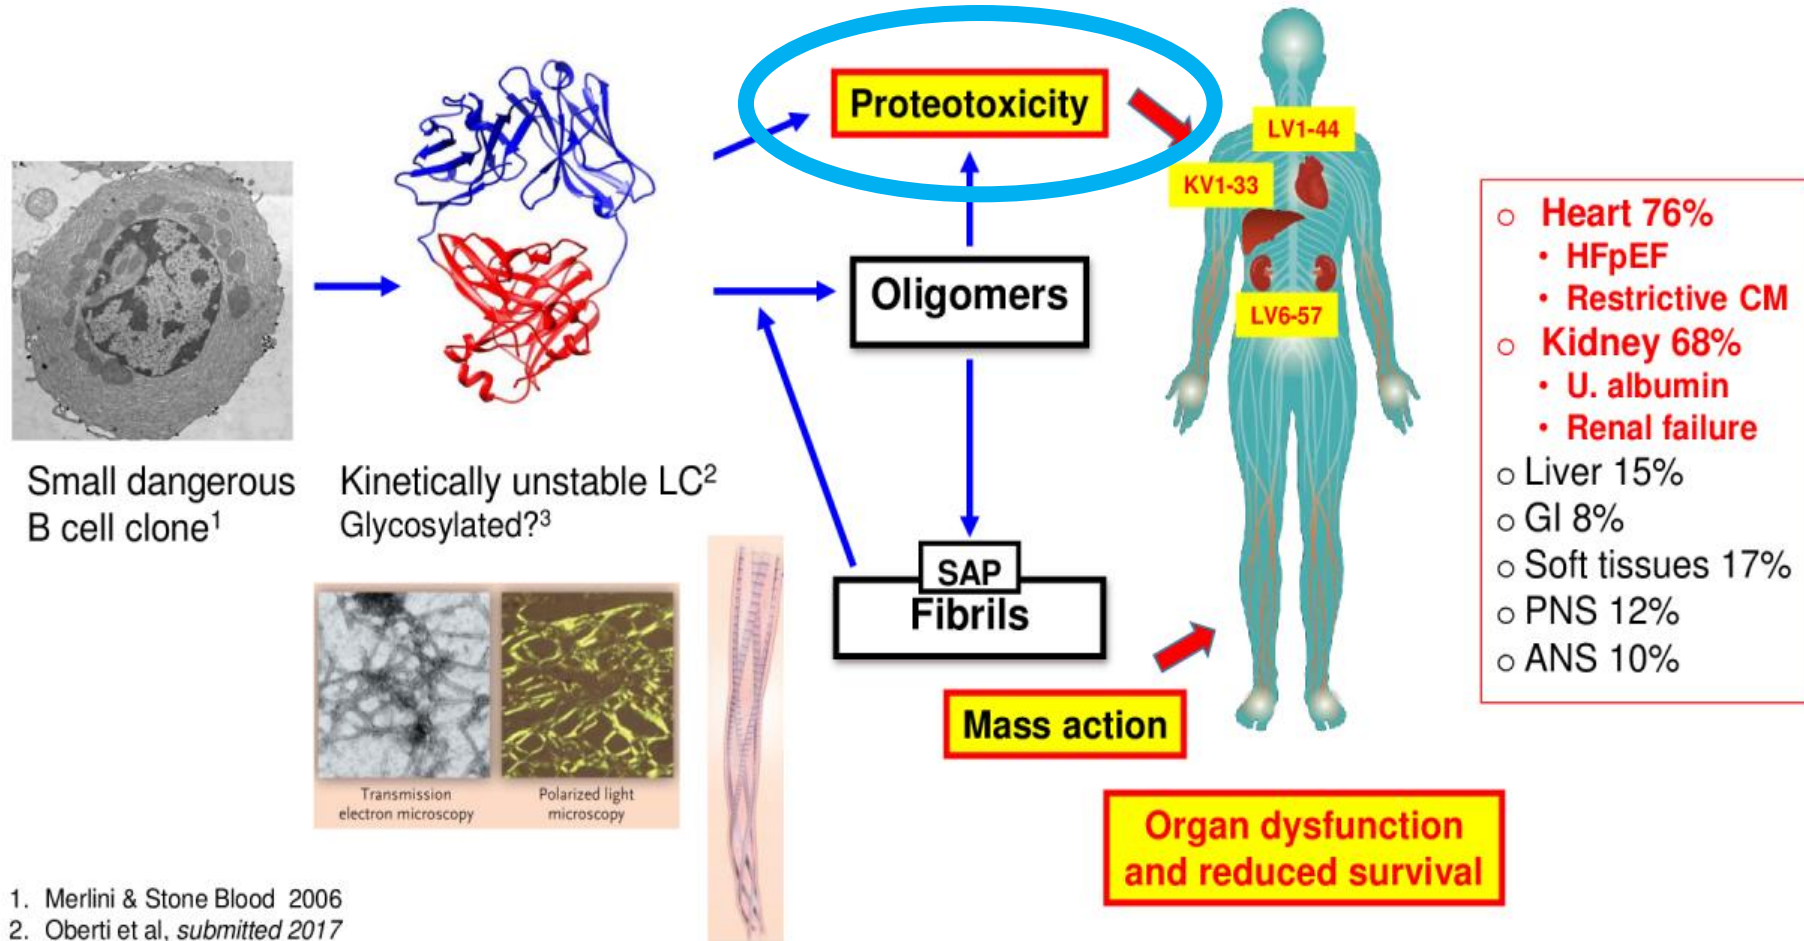 Proteotoxicity
LV1-44
KV1-33
LV6-57
Oligomers
SAP
Fibrils
Mass action
Organ dysfunction
and reduced survival
Small dangerous
B cell clone¹
Kinetically unstable LC²
Glycosylated?³
Transmission
electron microscopy
Polarized light
microscopy
○ Heart 76%
• HFpEF
• Restrictive CM
○ Kidney 68%
• U. albumin
• Renal failure
○ Liver 15%
○ GI 8%
○ Soft tissues 17%
○ PNS 12%
○ ANS 10%
1. Merlini & Stone Blood 2006
2. Oberti et al, submitted 2017